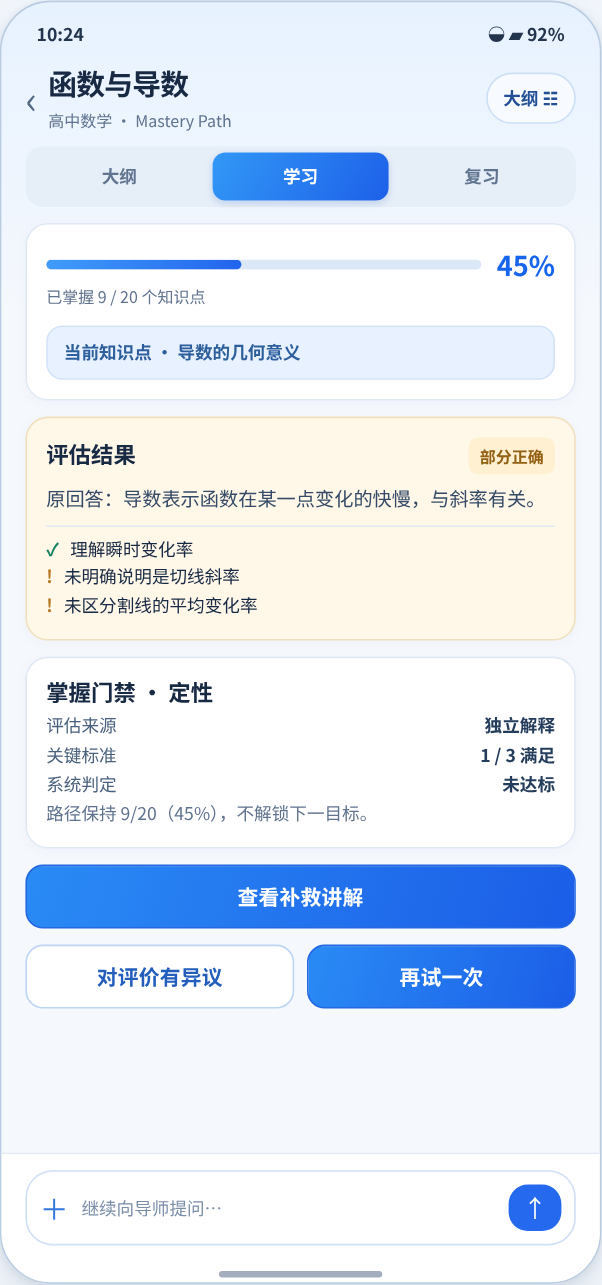 10:24
92%
函数与导数
高中数学 · Mastery Path
大纲
大纲
学习
复习
45%
已掌握 9 / 20 个知识点
当前知识点 · 导数的几何意义
评估结果
部分正确
原回答：导数表示函数在某一点变化的快慢，与斜率有关。
✓ 理解瞬时变化率
! 未明确说明是切线斜率
! 未区分割线的平均变化率
掌握门禁 · 定性
评估来源
独立解释
关键标准
1 / 3 满足
系统判定
未达标
路径保持 9/20（45%），不解锁下一目标。
查看补救讲解
对评价有异议
再试一次
继续向导师提问…